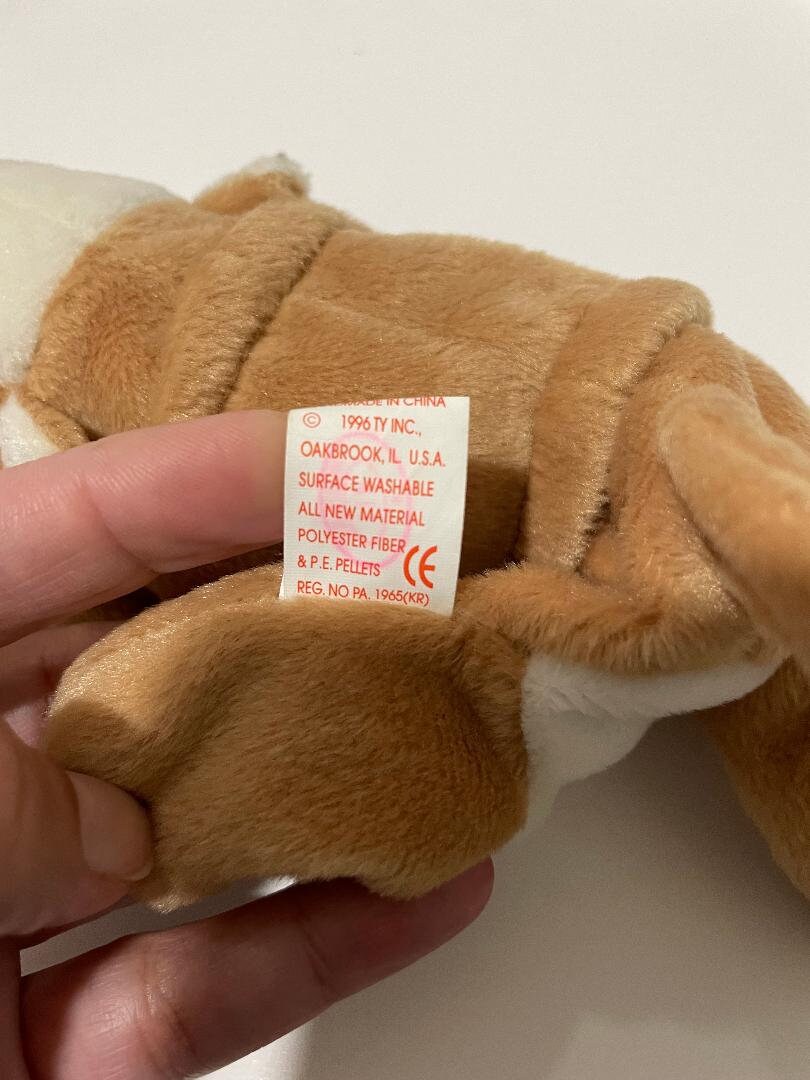 MADE IN CHINA
© 1996 TY INC.,
OAKBROOK, IL. U.S.A.
SURFACE WASHABLE
ALL NEW MATERIAL
POLYESTER FIBER
& P.E. PELLETS CE
REG. NO PA. 1965(KR)